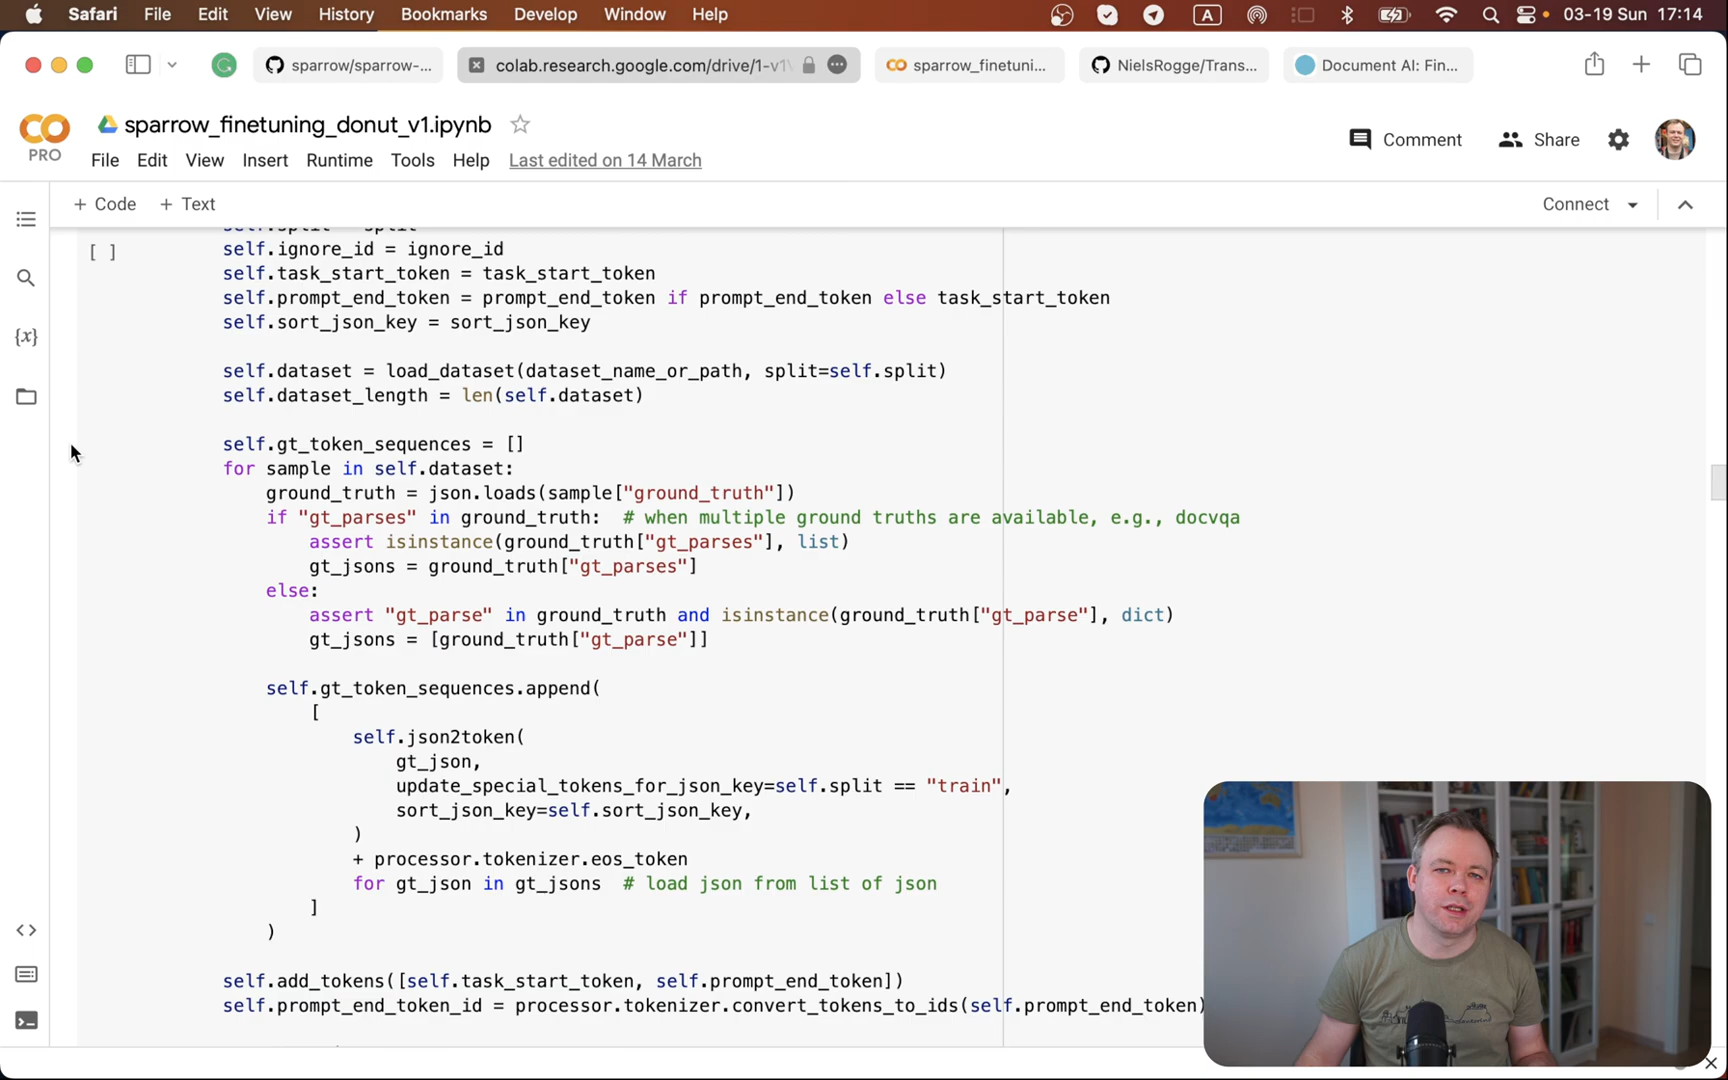 Safari File Edit View History Bookmarks Develop Window Help A 03-19 Sun 17:14
sparrow/sparrow-... colab.research.google.com/drive/1-v1 sparrow_finetuni... NielsRogge/Trans... Document AI: Fin...
sparrow_finetuning_donut_v1.ipynb
PRO File Edit View Insert Runtime Tools Help Last edited on 14 March Comment Share
+ Code + Text Connect
self.split = split
[ ] self.ignore_id = ignore_id
self.task_start_token = task_start_token
self.prompt_end_token = prompt_end_token if prompt_end_token else task_start_token
self.sort_json_key = sort_json_key
self.dataset = load_dataset(dataset_name_or_path, split=self.split)
self.dataset_length = len(self.dataset)
self.gt_token_sequences = []
for sample in self.dataset:
ground_truth = json.loads(sample["ground_truth"])
if "gt_parses" in ground_truth: # when multiple ground truths are available, e.g., docvqa
assert isinstance(ground_truth["gt_parses"], list)
gt_jsons = ground_truth["gt_parses"]
else:
assert "gt_parse" in ground_truth and isinstance(ground_truth["gt_parse"], dict)
gt_jsons = [ground_truth["gt_parse"]]
self.gt_token_sequences.append(
[
self.json2token(
gt_json,
update_special_tokens_for_json_key=self.split == "train",
sort_json_key=self.sort_json_key,
)
+ processor.tokenizer.eos_token
for gt_json in gt_jsons # load json from list of json
]
)
self.add_tokens([self.task_start_token, self.prompt_end_token])
self.prompt_end_token_id = processor.tokenizer.convert_tokens_to_ids(self.prompt_end_token)